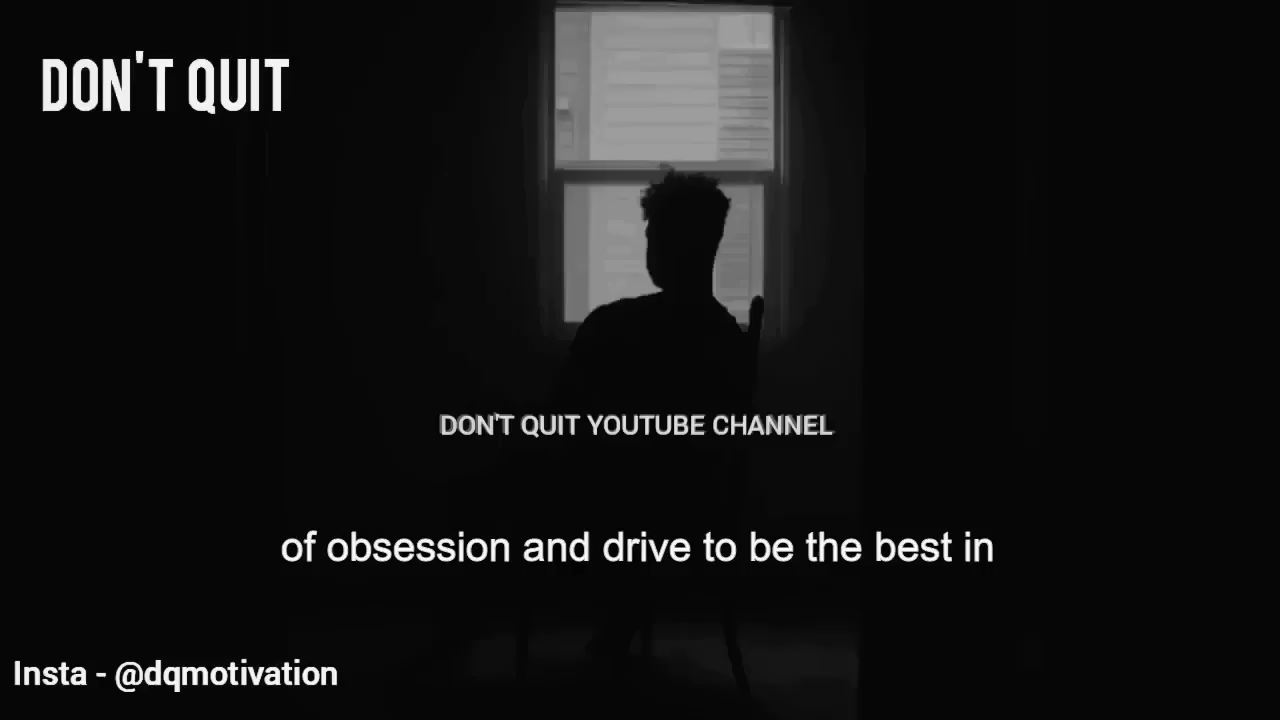 DON'T QUIT
DON'T QUIT YOUTUBE CHANNEL
of obsession and drive to be the best in
Insta - @dqmotivation